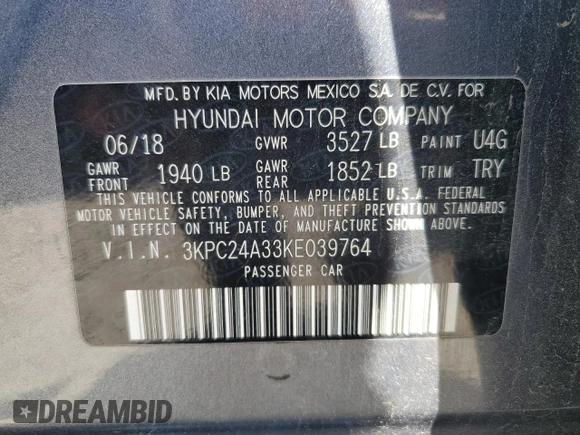 MFD. BY KIA MOTORS MEXICO S.A. DE C.V. FOR
HYUNDAI MOTOR COMPANY
06/18 GVWR 3527 LB PAINT U4G
GAWR FRONT 1940 LB GAWR REAR 1852 LB TRIM TRY
THIS VEHICLE CONFORMS TO ALL APPLICABLE U.S.A. FEDERAL
MOTOR VEHICLE SAFETY, BUMPER, AND THEFT PREVENTION STANDARDS
IN EFFECT ON THE DATE OF MANUFACTURE SHOWN ABOVE.
V.I.N. 3KPC24A33KE039764
PASSENGER CAR
DREAMBID